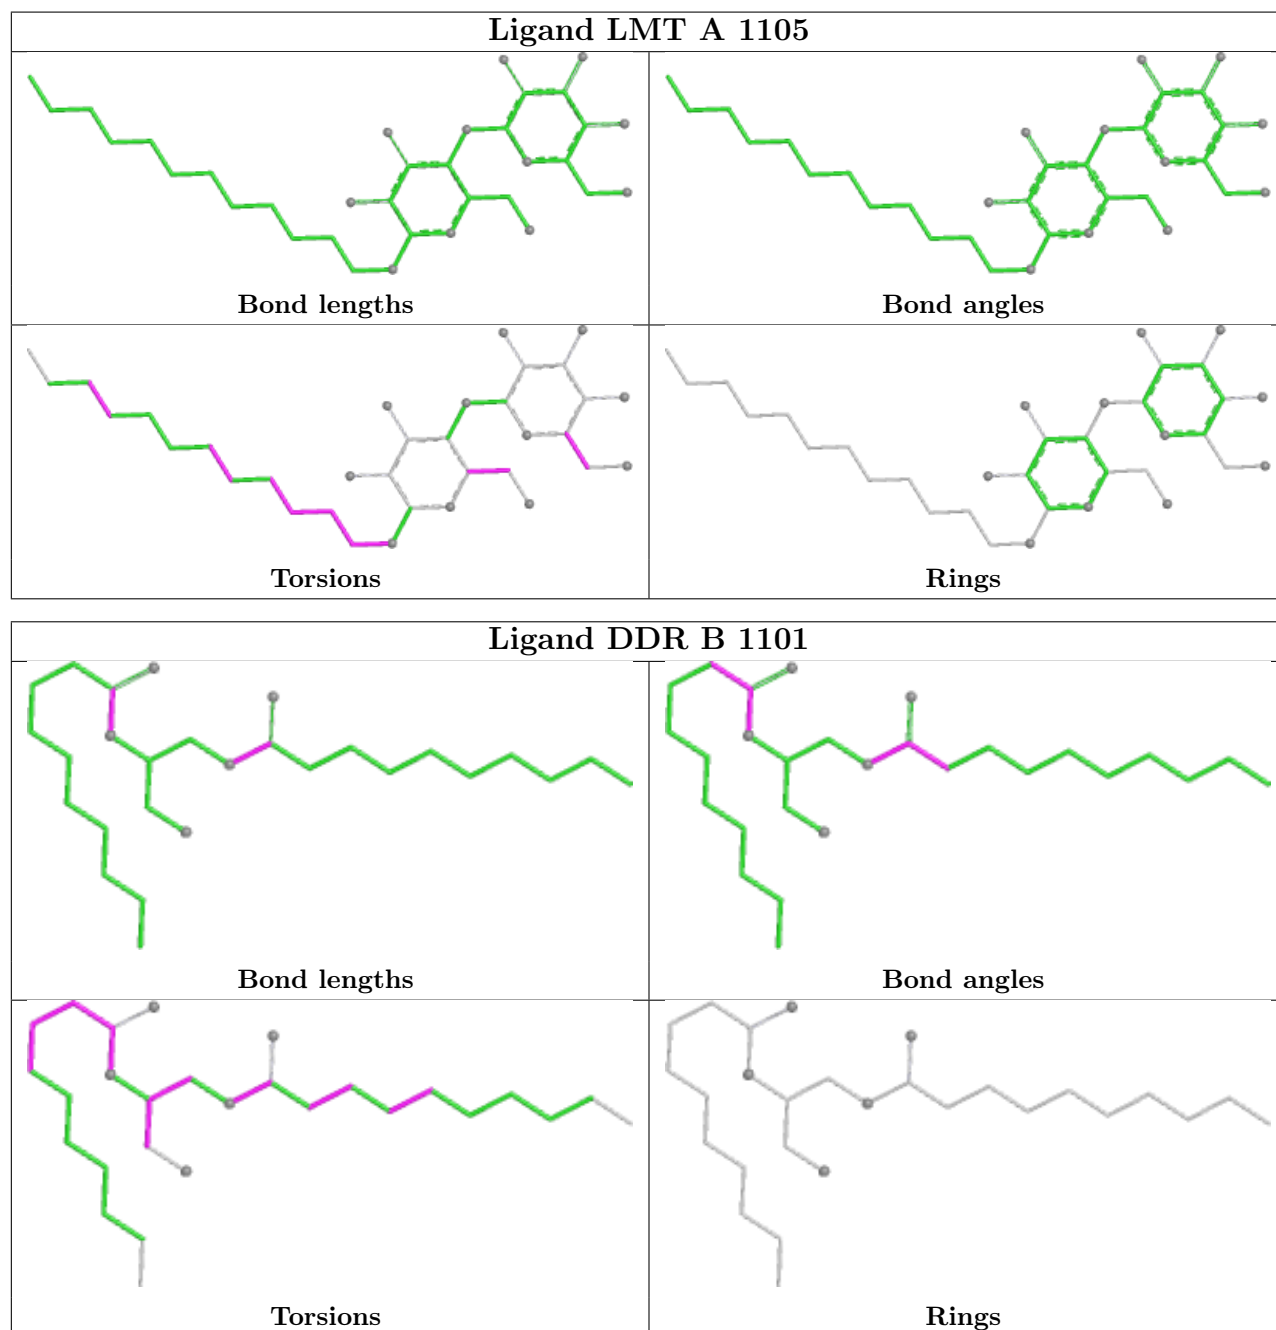 Ligand LMT A 1105
Bond lengths
Bond angles
Torsions
Rings
Ligand DDR B 1101
Bond lengths
Bond angles
Torsions
Rings